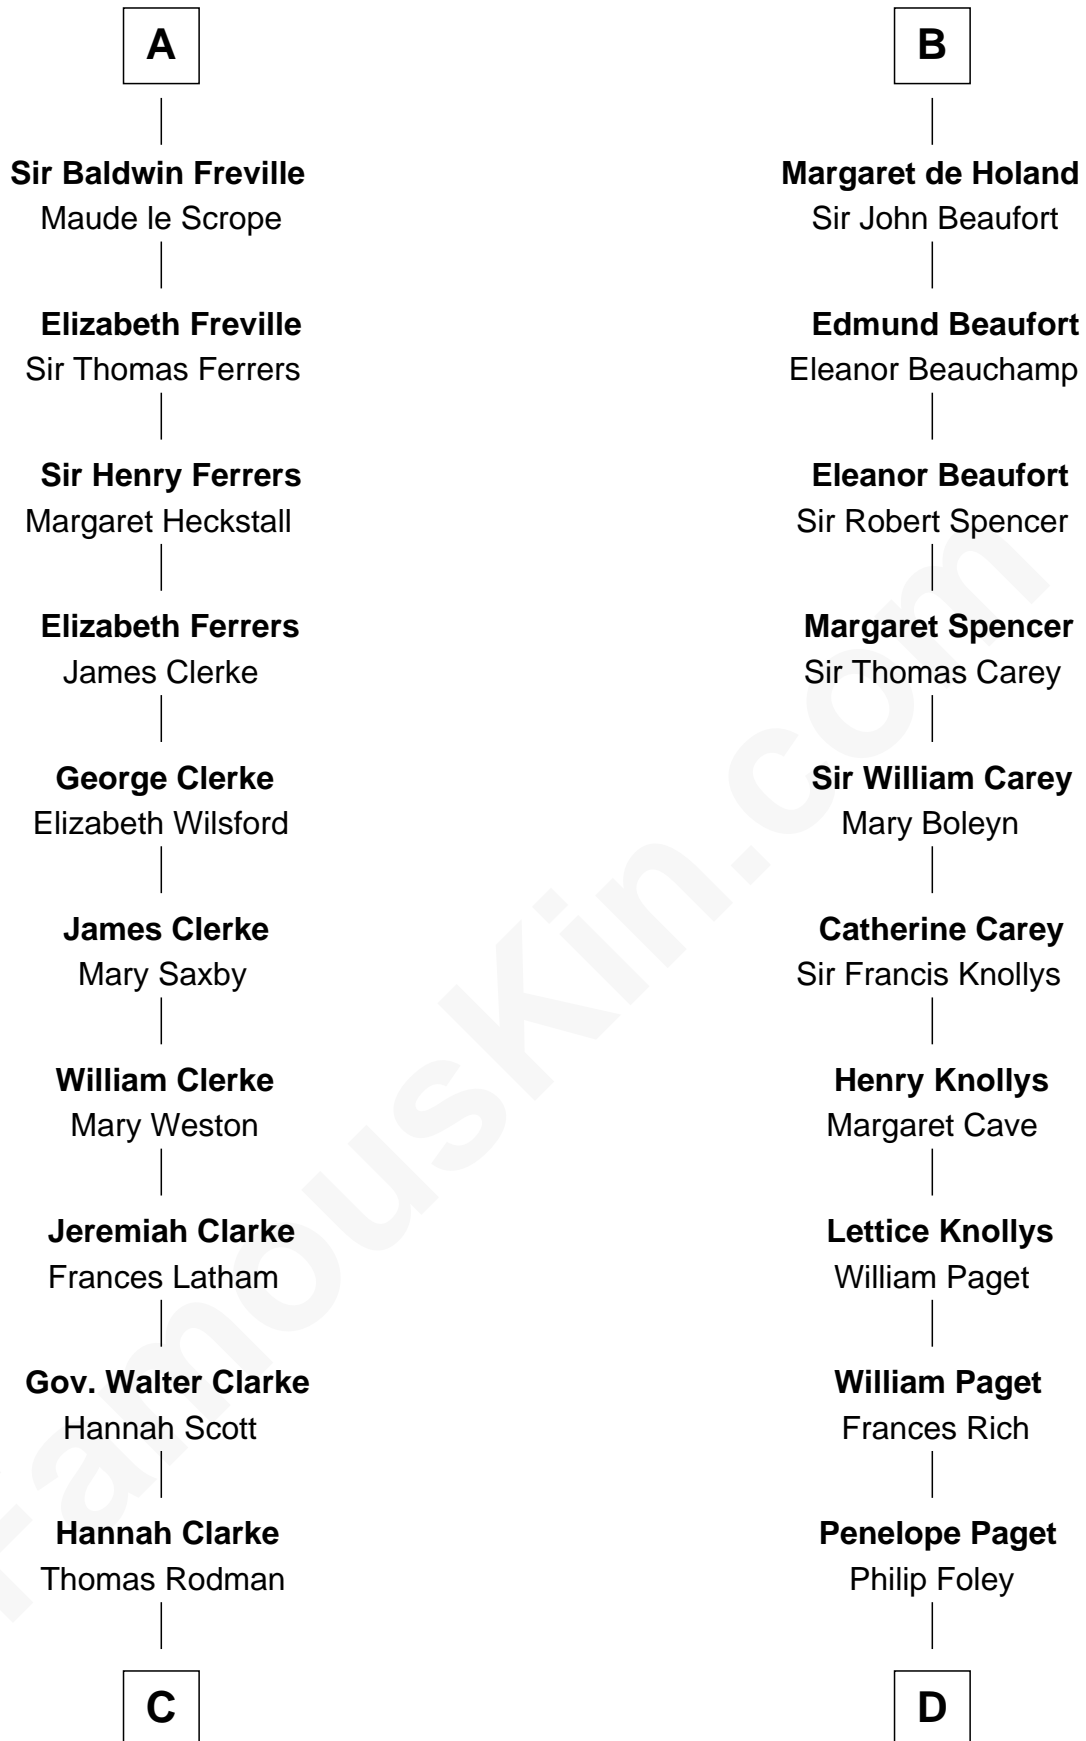 A
Sir Baldwin Freville
Maude le Scrope
Elizabeth Freville
Sir Thomas Ferrers
Sir Henry Ferrers
Margaret Heckstall
Elizabeth Ferrers
James Clerke
George Clerke
Elizabeth Wilsford
James Clerke
Mary Saxby
William Clerke
Mary Weston
Jeremiah Clarke
Frances Latham
Gov. Walter Clarke
Hannah Scott
Hannah Clarke
Thomas Rodman
C
B
Margaret de Holand
Sir John Beaufort
Edmund Beaufort
Eleanor Beauchamp
Eleanor Beaufort
Sir Robert Spencer
Margaret Spencer
Sir Thomas Carey
Sir William Carey
Mary Boleyn
Catherine Carey
Sir Francis Knollys
Henry Knollys
Margaret Cave
Lettice Knollys
William Paget
William Paget
Frances Rich
Penelope Paget
Philip Foley
D
FamousKin.com